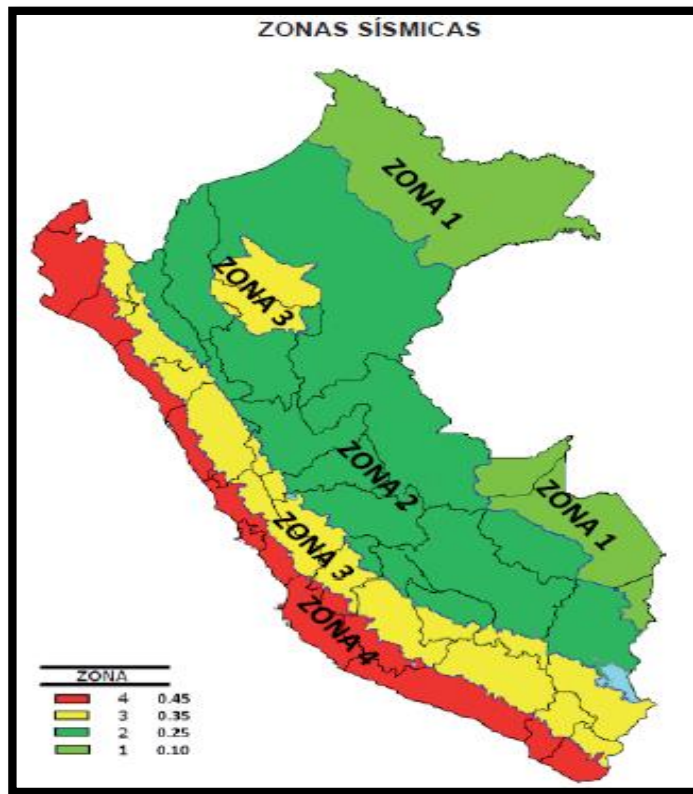 ZONAS SÍSMICAS
ZONA 1
ZONA 3
ZONA 2
ZONA 1
ZONA 3
ZONA 4
ZONA
4 0.45
3 0.35
2 0.25
1 0.10